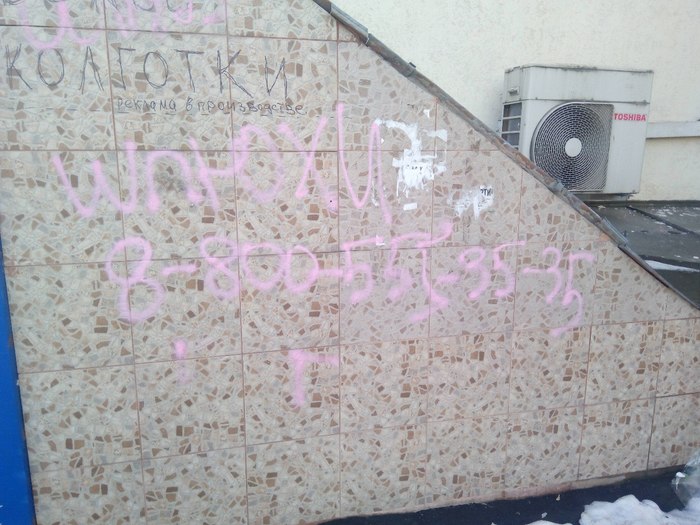 КОЛГОТКИ
реклама в производстве
TOSHIBA
ШЛЮХИ
8-800-555-35-35
Г